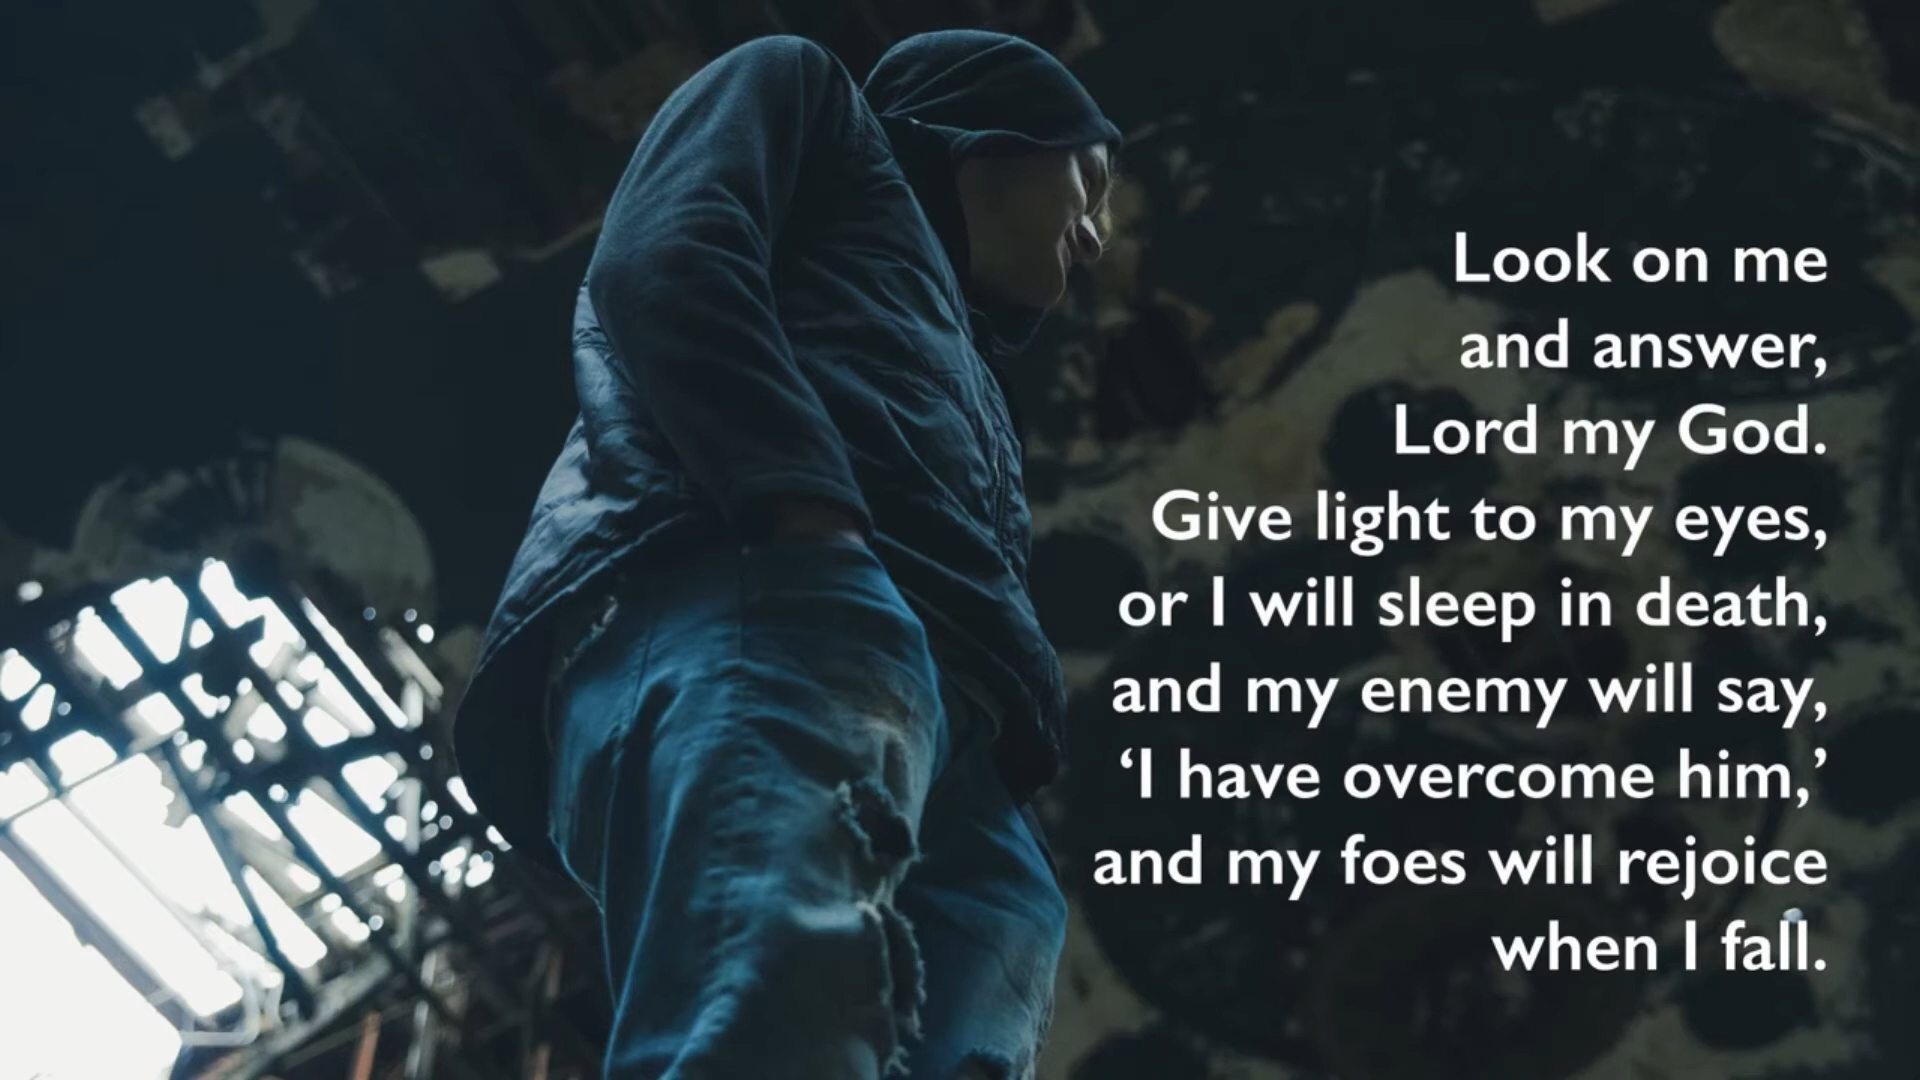 Look on me
and answer,
Lord my God.
Give light to my eyes,
or I will sleep in death,
and my enemy will say,
‘I have overcome him,’
and my foes will rejoice
when I fall.